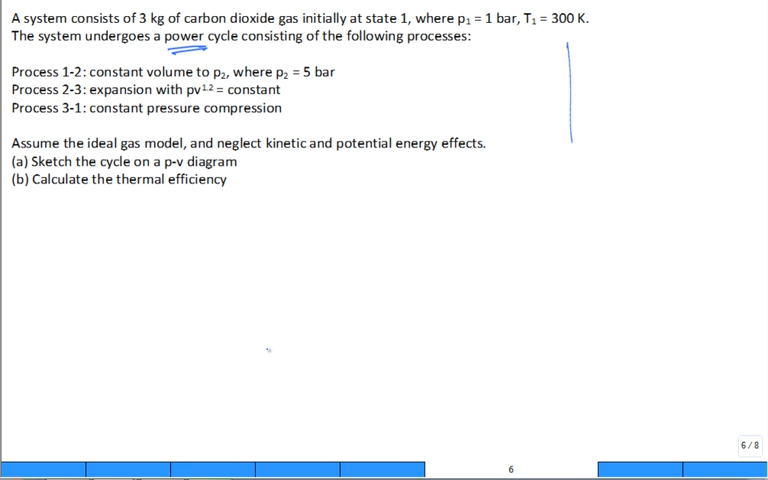 A system consists of 3 kg of carbon dioxide gas initially at state 1, where p₁ = 1 bar, T₁ = 300 K.
The system undergoes a power cycle consisting of the following processes:
Process 1-2: constant volume to p₂, where p₂ = 5 bar
Process 2-3: expansion with pv¹·² = constant
Process 3-1: constant pressure compression
Assume the ideal gas model, and neglect kinetic and potential energy effects.
(a) Sketch the cycle on a p-v diagram
(b) Calculate the thermal efficiency
6 / 8
6